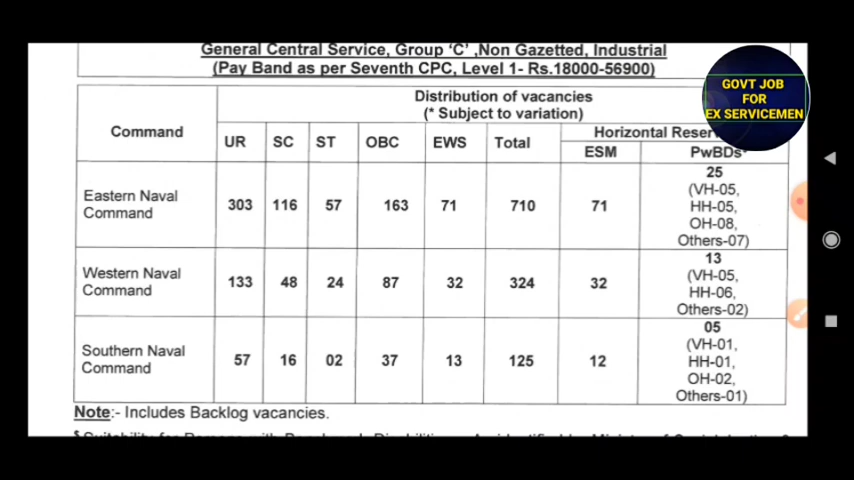 General Central Service, Group 'C' ,Non Gazetted, Industrial
(Pay Band as per Seventh CPC, Level 1- Rs.18000-56900)
GOVT JOB
FOR
EX SERVICEMEN
Command
Distribution of vacancies
(* Subject to variation)
UR SC ST OBC EWS Total
Horizontal
ESM PwBDs
Eastern Naval
Command
303 116 57 163 71 710 71
25
(VH-05,
HH-05,
OH-08,
Others-07)
Western Naval
Command
133 48 24 87 32 324 32
13
(VH-05,
HH-06,
Others-02)
Southern Naval
Command
57 16 02 37 13 125 12
05
(VH-01,
HH-01,
OH-02,
Others-01)
Note:- Includes Backlog vacancies.